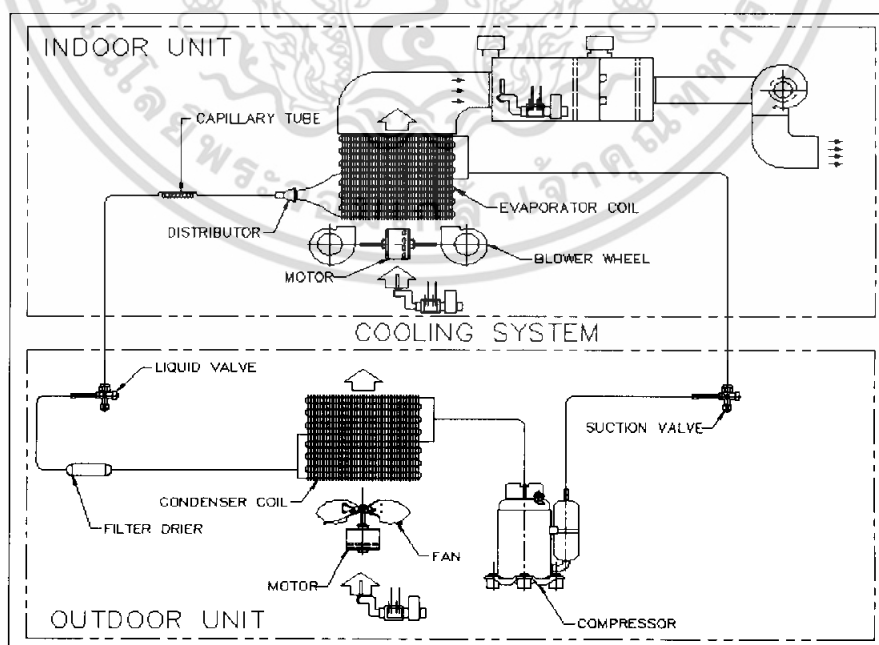 INDOOR UNIT
CAPILLARY TUBE
EVAPORATOR COIL
DISTRIBUTOR
BLOWER WHEEL
MOTOR
COOLING SYSTEM
LIQUID VALVE
SUCTION VALVE
CONDENSER COIL
FILTER DRIER
FAN
MOTOR
COMPRESSOR
OUTDOOR UNIT